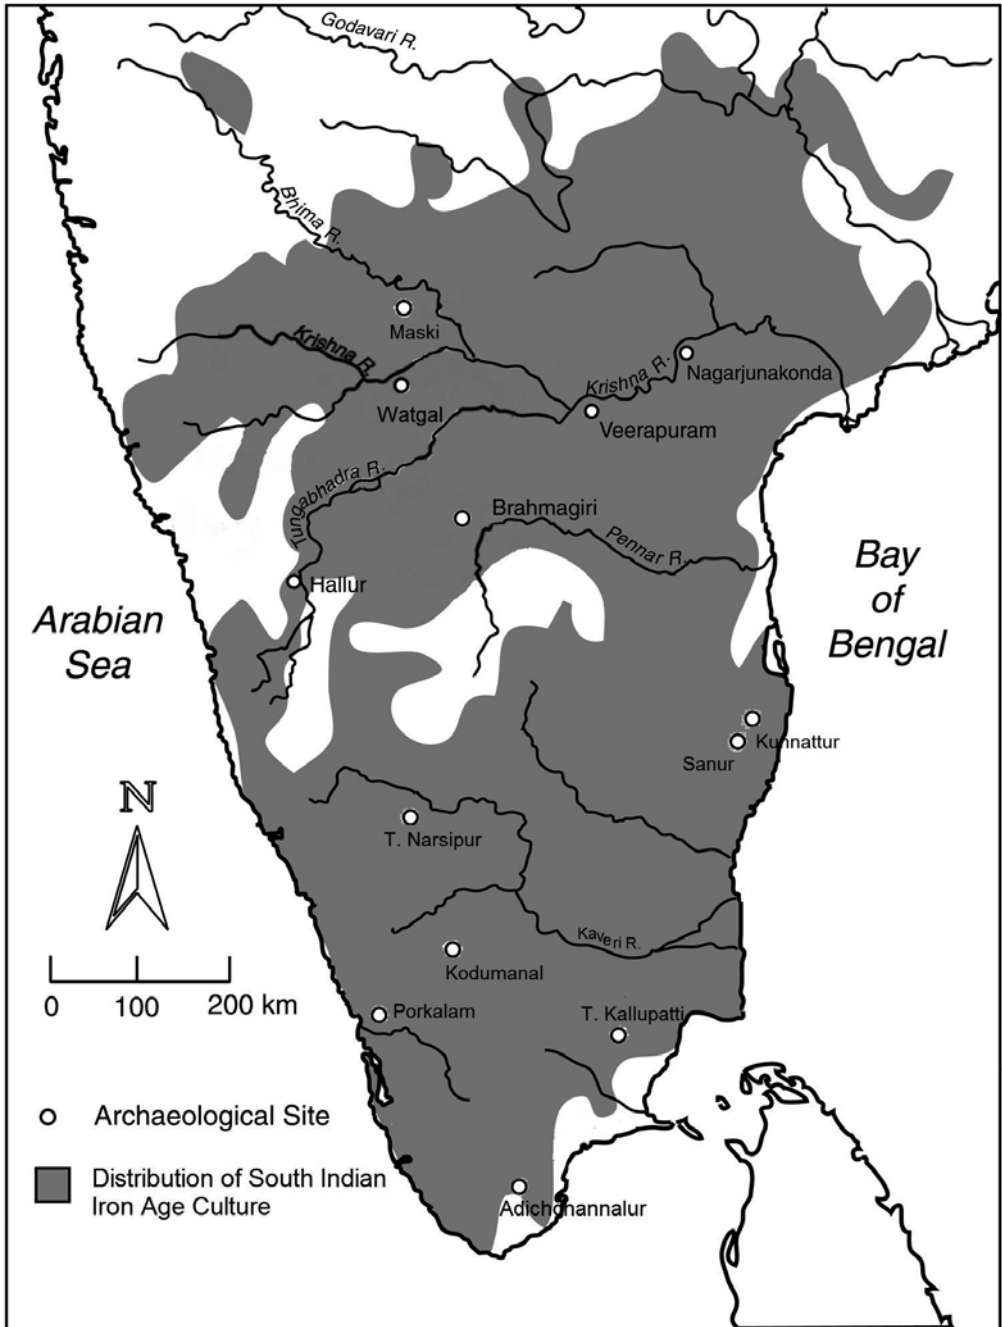 Godavari R.
Bhima R.
Maski
Krishna R.
Krishna R.
Nagarjunakonda
Watgal
Veerapuram
Tungabhadra R.
Brahmagiri
Pennar R.
Hallur
Bay
of
Bengal
Arabian
Sea
Kunnattur
Sanur
N
T. Narsipur
Kaveri R.
Kodumanal
0 100 200 km
Porkalam
T. Kallupatti
Archaeological Site
Distribution of South Indian
Iron Age Culture
Adichchannalur